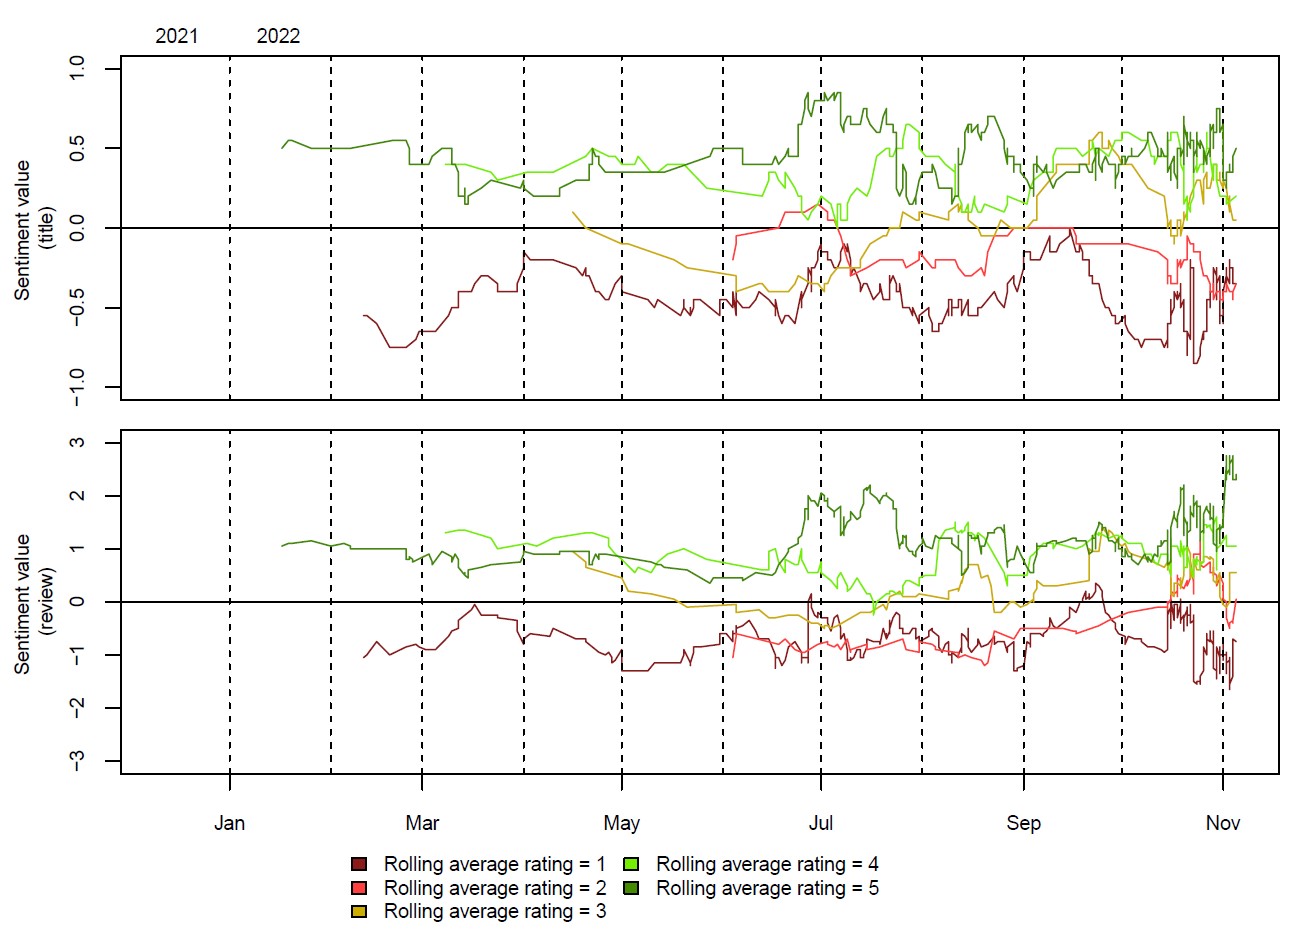 2021 2022
1.0
0.5
0.0
−0.5
−1.0
Sentiment value
(title)
3
2
1
0
−1
−2
−3
Sentiment value
(review)
Jan Mar May Jul Sep Nov
Rolling average rating = 1 Rolling average rating = 4
Rolling average rating = 2 Rolling average rating = 5
Rolling average rating = 3